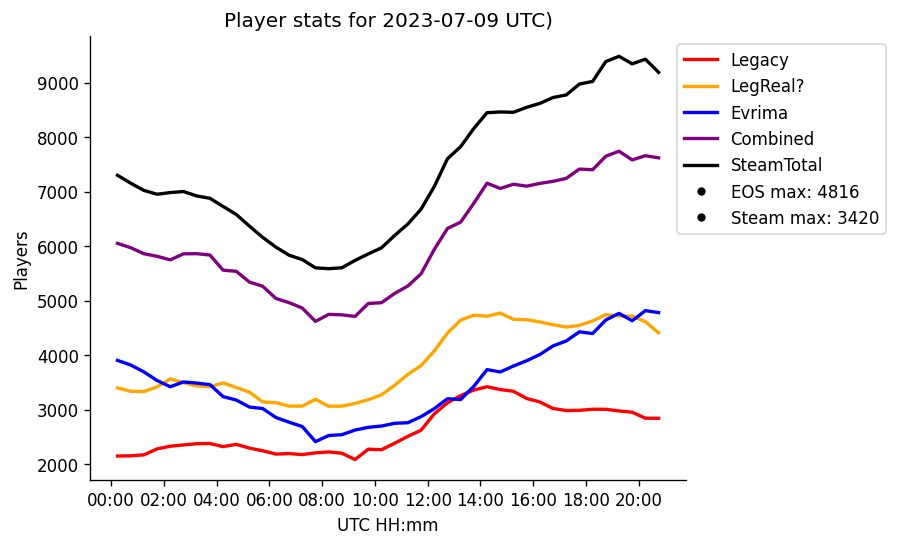 Player stats for 2023-07-09 UTC)
Players
9000
8000
7000
6000
5000
4000
3000
2000
00:00 02:00 04:00 06:00 08:00 10:00 12:00 14:00 16:00 18:00 20:00
UTC HH:mm
Legacy
LegReal?
Evrima
Combined
SteamTotal
EOS max: 4816
Steam max: 3420